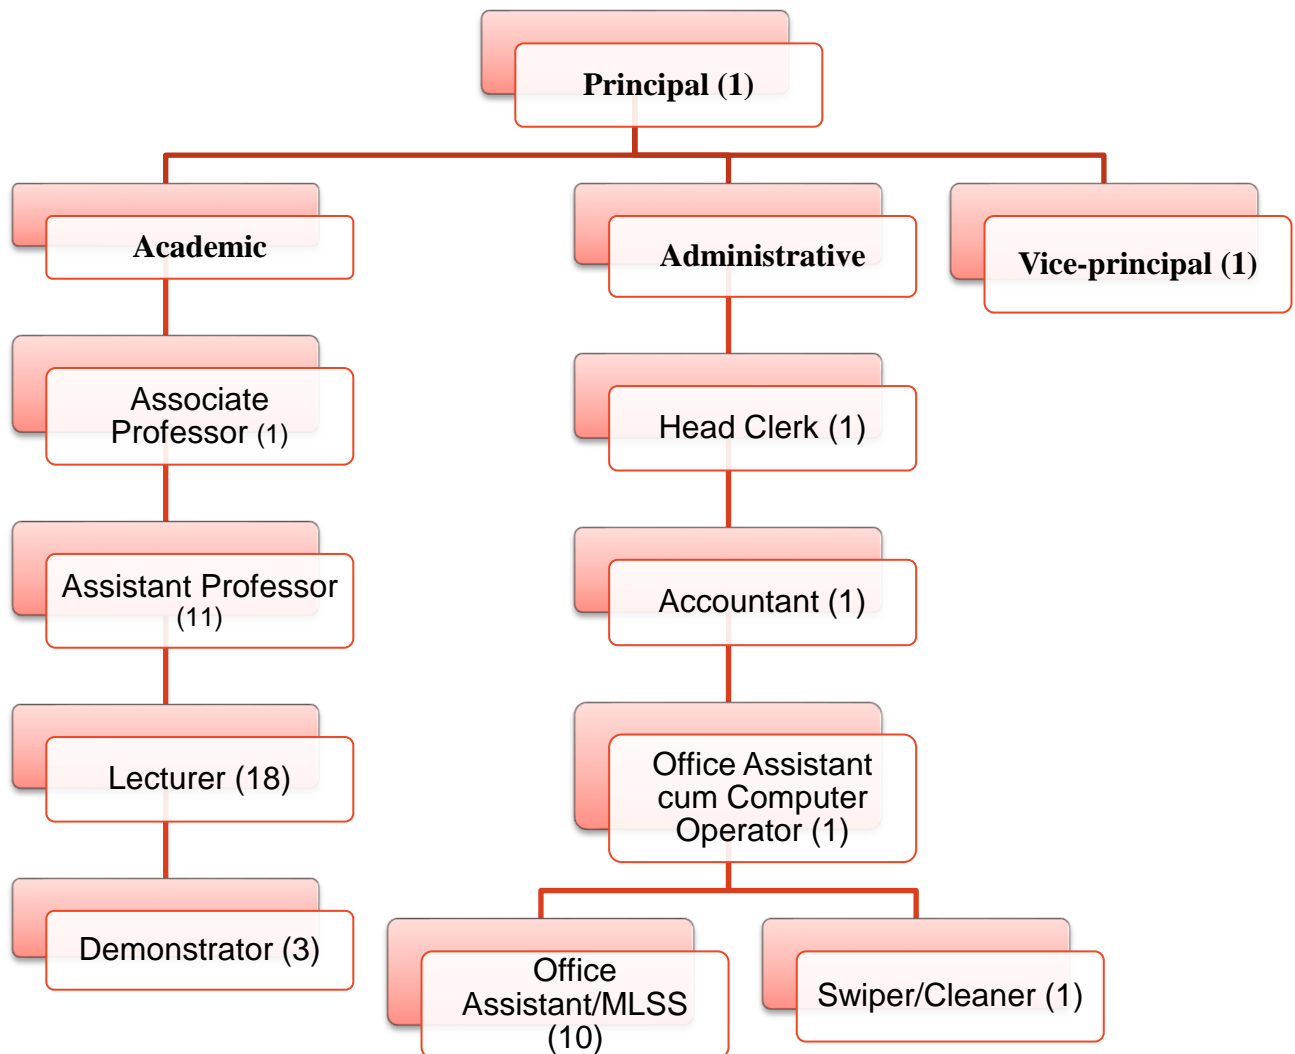 Principal (1)
Academic
Administrative
Vice-principal (1)
Associate
Professor (1)
Head Clerk (1)
Assistant Professor
(11)
Accountant (1)
Lecturer (18)
Office Assistant
cum Computer
Operator (1)
Demonstrator (3)
Office
Assistant/MLSS
(10)
Swiper/Cleaner (1)